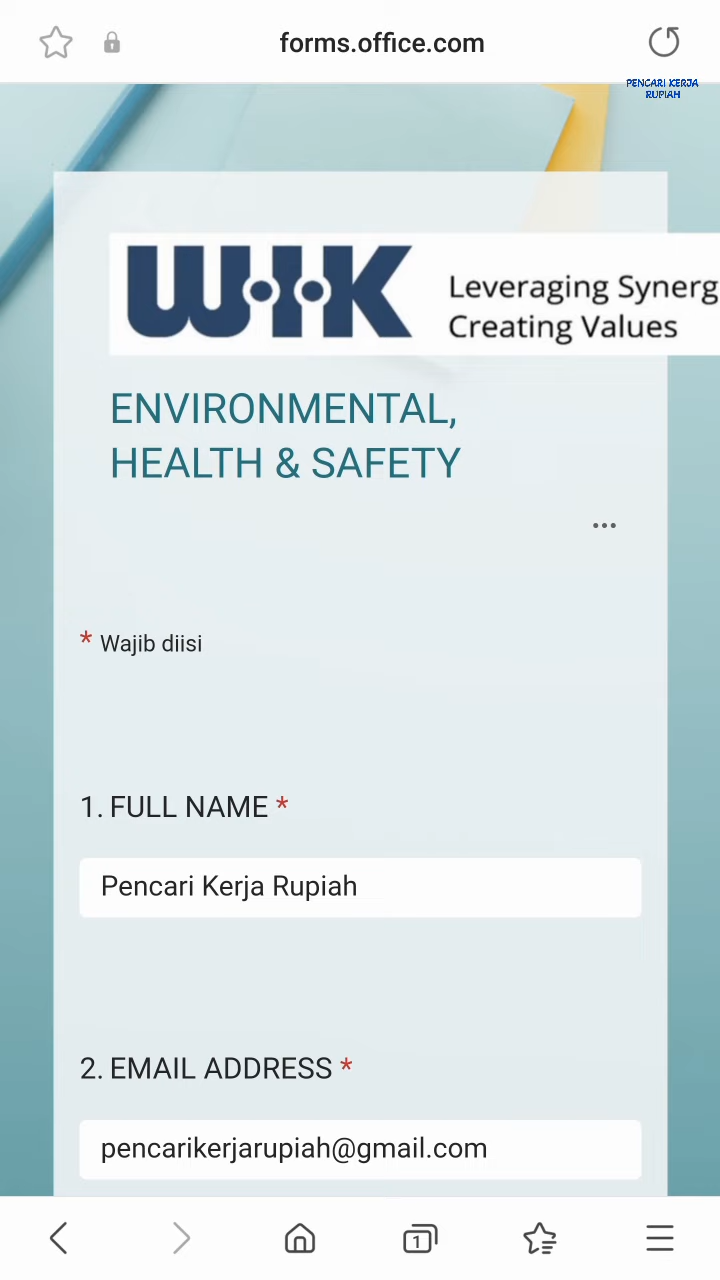 forms.office.com
PENCARI KERJA
RUPIAH
W·I·K
Leveraging Synerg
Creating Values
ENVIRONMENTAL,
HEALTH & SAFETY
* Wajib diisi
1. FULL NAME *
Pencari Kerja Rupiah
2. EMAIL ADDRESS *
pencarikerjarupiah@gmail.com
1